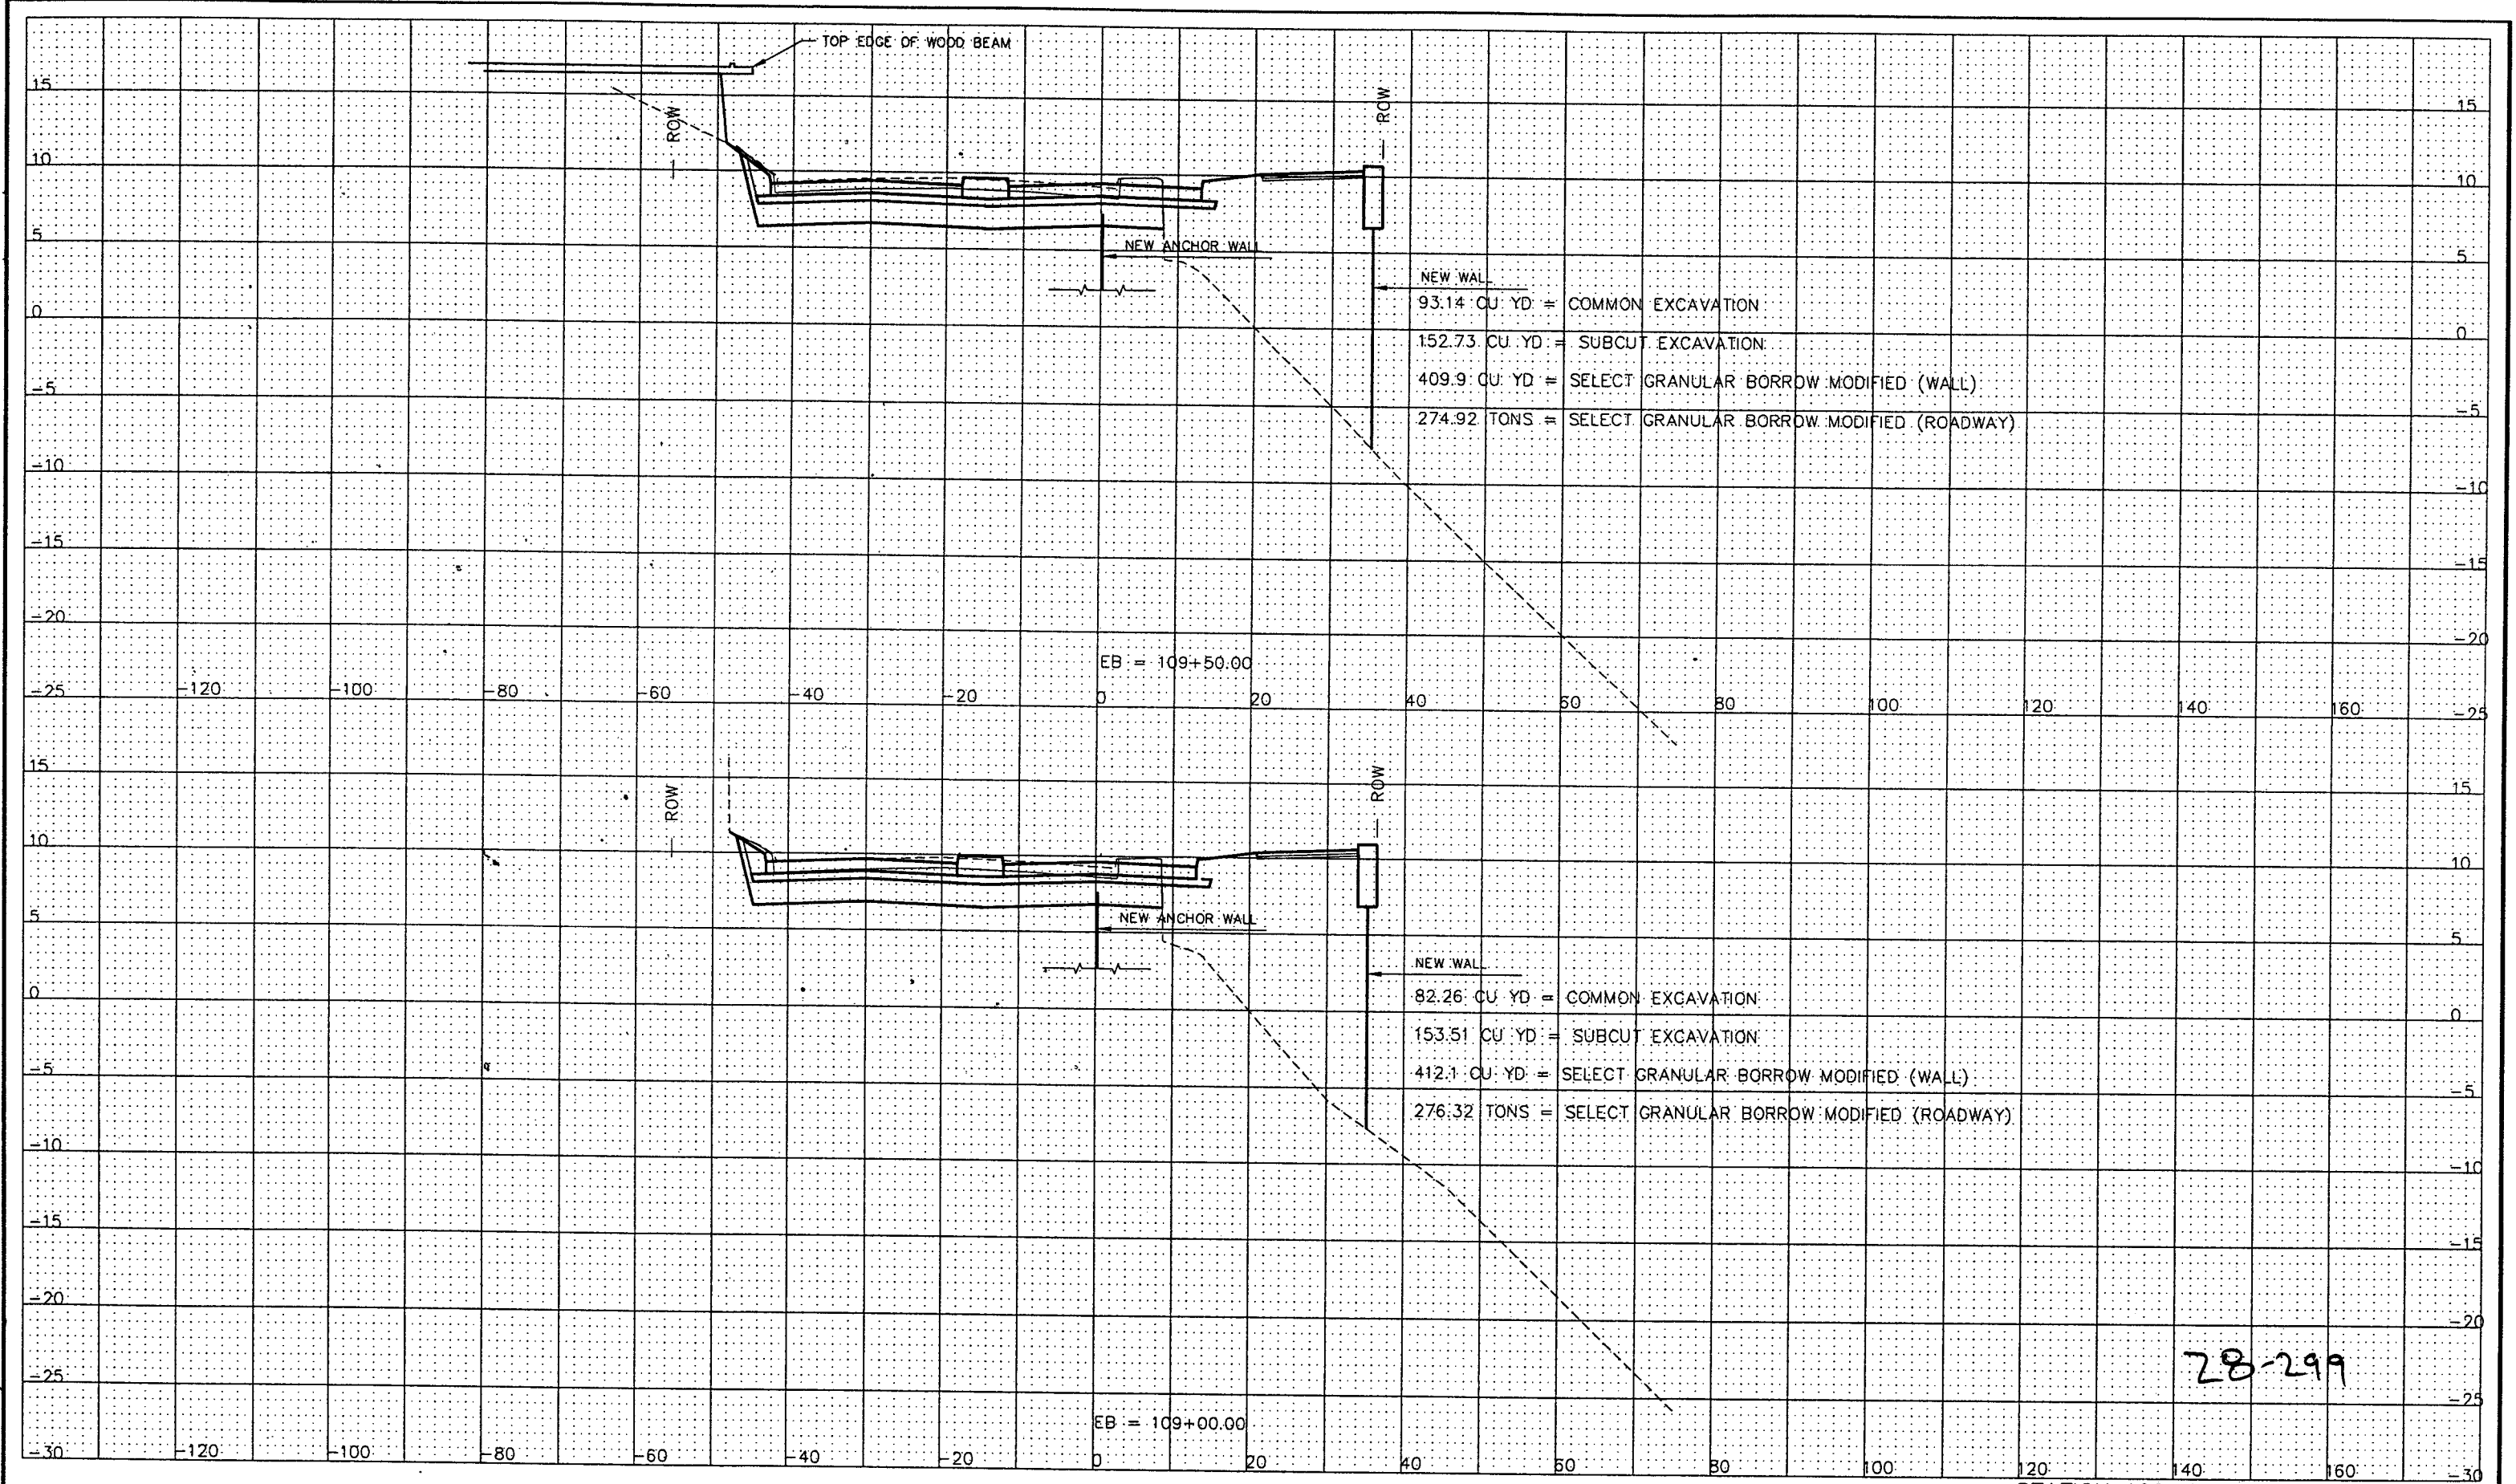 TOP EDGE OF WOOD BEAM
15 15
ROW ROW
10 10
5 NEW ANCHOR WALL 5
NEW WALL
93.14 CU YD = COMMON EXCAVATION
0 0
152.73 CU YD = SUBCUT EXCAVATION
409.9 CU YD = SELECT GRANULAR BORROW MODIFIED (WALL)
-5 -5
274.92 TONS = SELECT GRANULAR BORROW MODIFIED (ROADWAY)
-10 -10
-15 -15
-20 -20
EB = 109+50.00
-25 -120 -100 -80 -60 -40 -20 0 20 40 60 80 100 120 140 160 -25
15 15
ROW ROW
10 10
5 NEW ANCHOR WALL 5
NEW WALL
0 82.26 CU YD = COMMON EXCAVATION 0
153.51 CU YD = SUBCUT EXCAVATION
-5 412.1 CU YD = SELECT GRANULAR BORROW MODIFIED (WALL) -5
276.32 TONS = SELECT GRANULAR BORROW MODIFIED (ROADWAY)
-10 -10
-15 -15
-20 -20
28-299
-25 -25
EB = 109+00.00
-30 -120 -100 -80 -60 -40 -20 0 20 40 60 80 100 120 140 160 -30